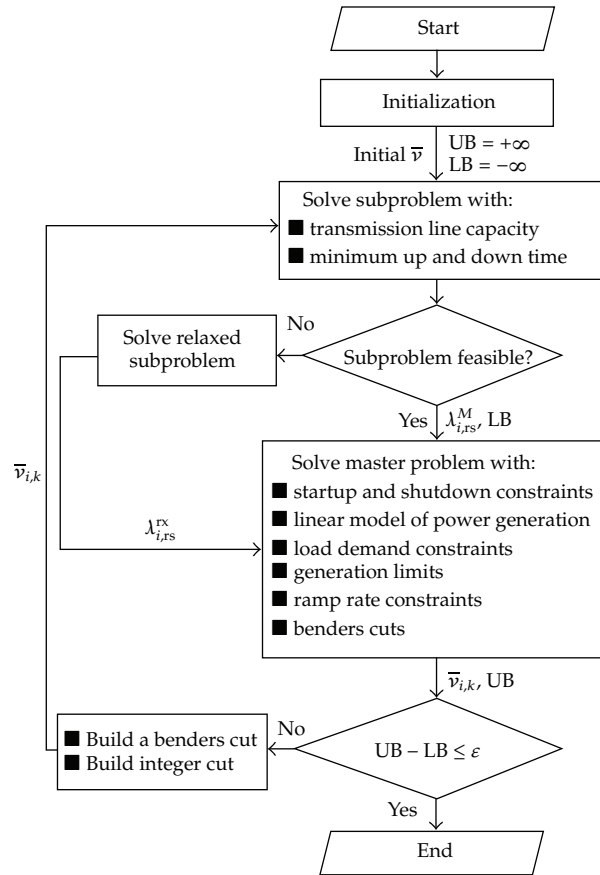 Start
Initialization
Initial ν̅
UB = +∞
LB = −∞
Solve subproblem with:
■ transmission line capacity
■ minimum up and down time
No
Solve relaxed
subproblem
Subproblem feasible?
Yes
λ^M_{i,rs}, LB
ν̅_{i,k}
λ^{rx}_{i,rs}
Solve master problem with:
■ startup and shutdown constraints
■ linear model of power generation
■ load demand constraints
■ generation limits
■ ramp rate constraints
■ benders cuts
ν̅_{i,k}, UB
No
■ Build a benders cut
■ Build integer cut
UB − LB ≤ ε
Yes
End